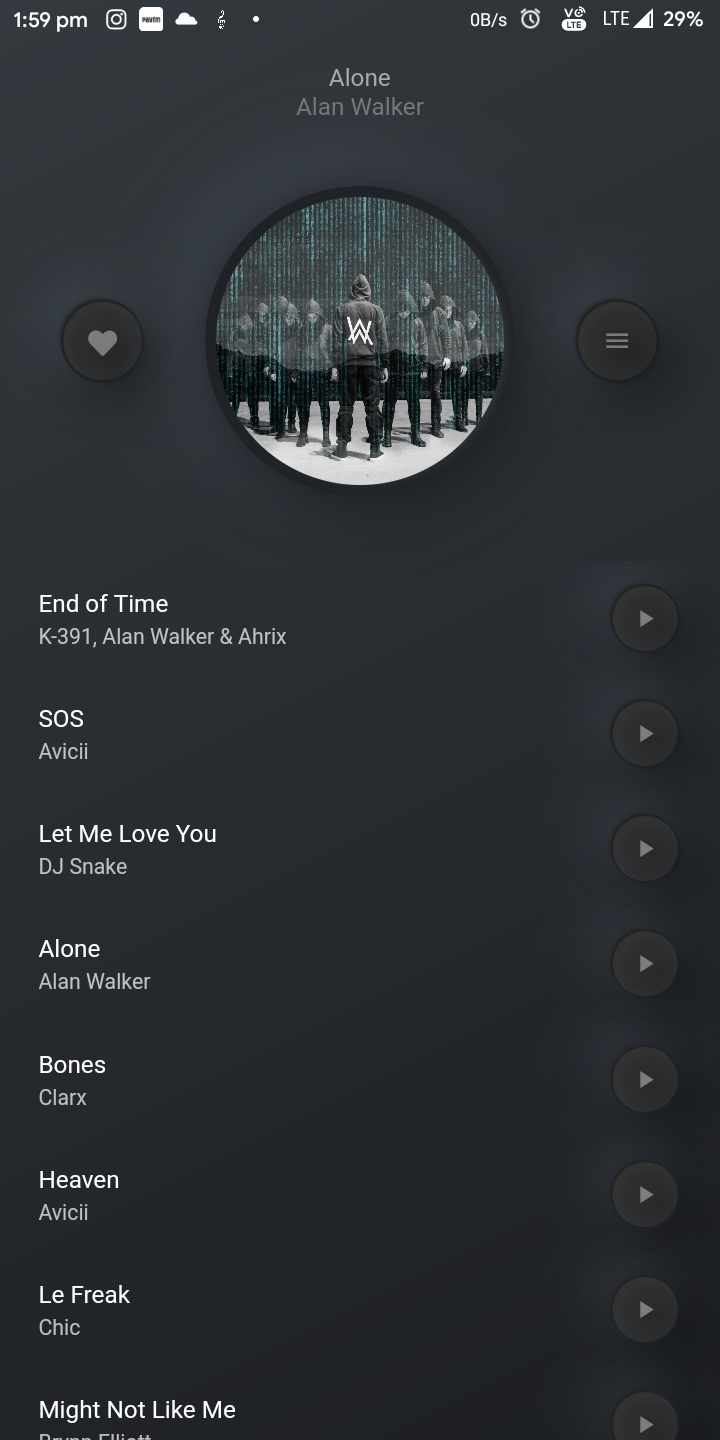 1:59 pm paytm 0B/s Vo LTE LTE 29%
Alone
Alan Walker
End of Time
K-391, Alan Walker & Ahrix
SOS
Avicii
Let Me Love You
DJ Snake
Alone
Alan Walker
Bones
Clarx
Heaven
Avicii
Le Freak
Chic
Might Not Like Me
Brynn Elliott